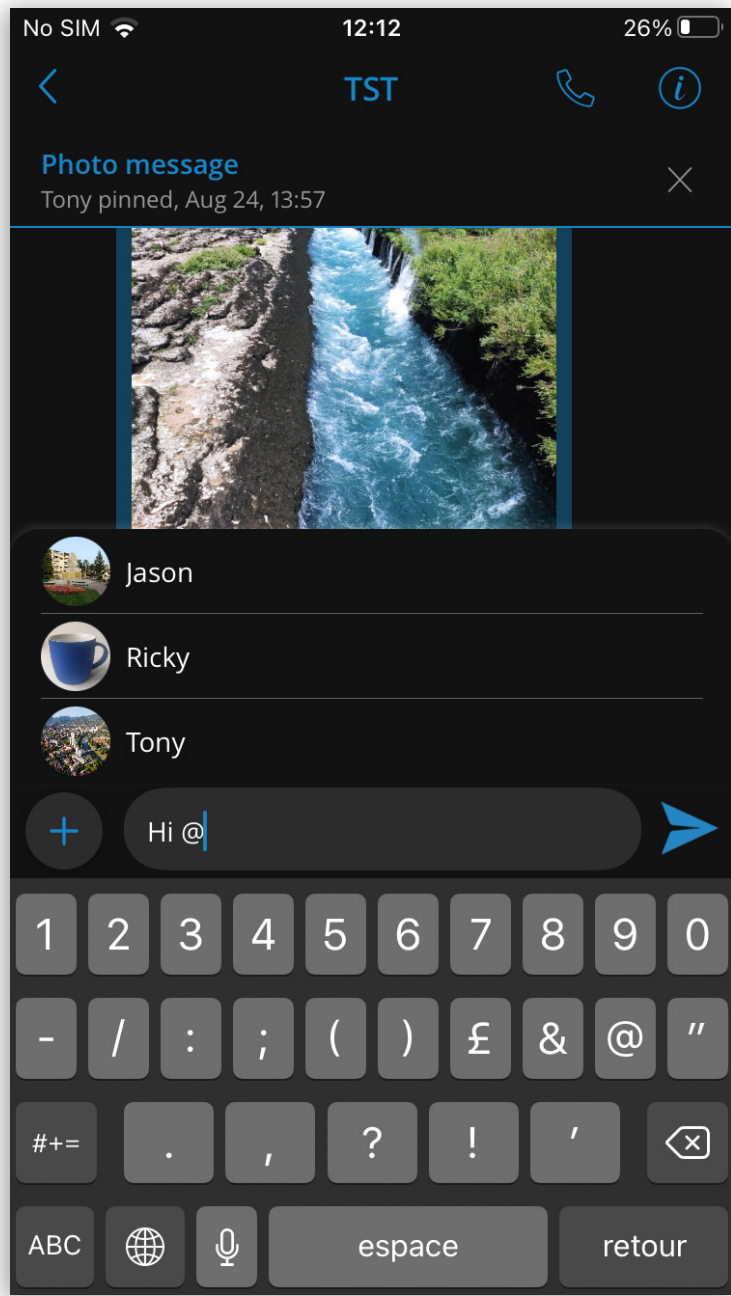 No SIM 12:12 26%
TST
Photo message
Tony pinned, Aug 24, 13:57
Jason
Ricky
Tony
Hi @
1 2 3 4 5 6 7 8 9 0
- / : ; ( ) £ & @ "
#+= . , ? ! '
ABC espace retour